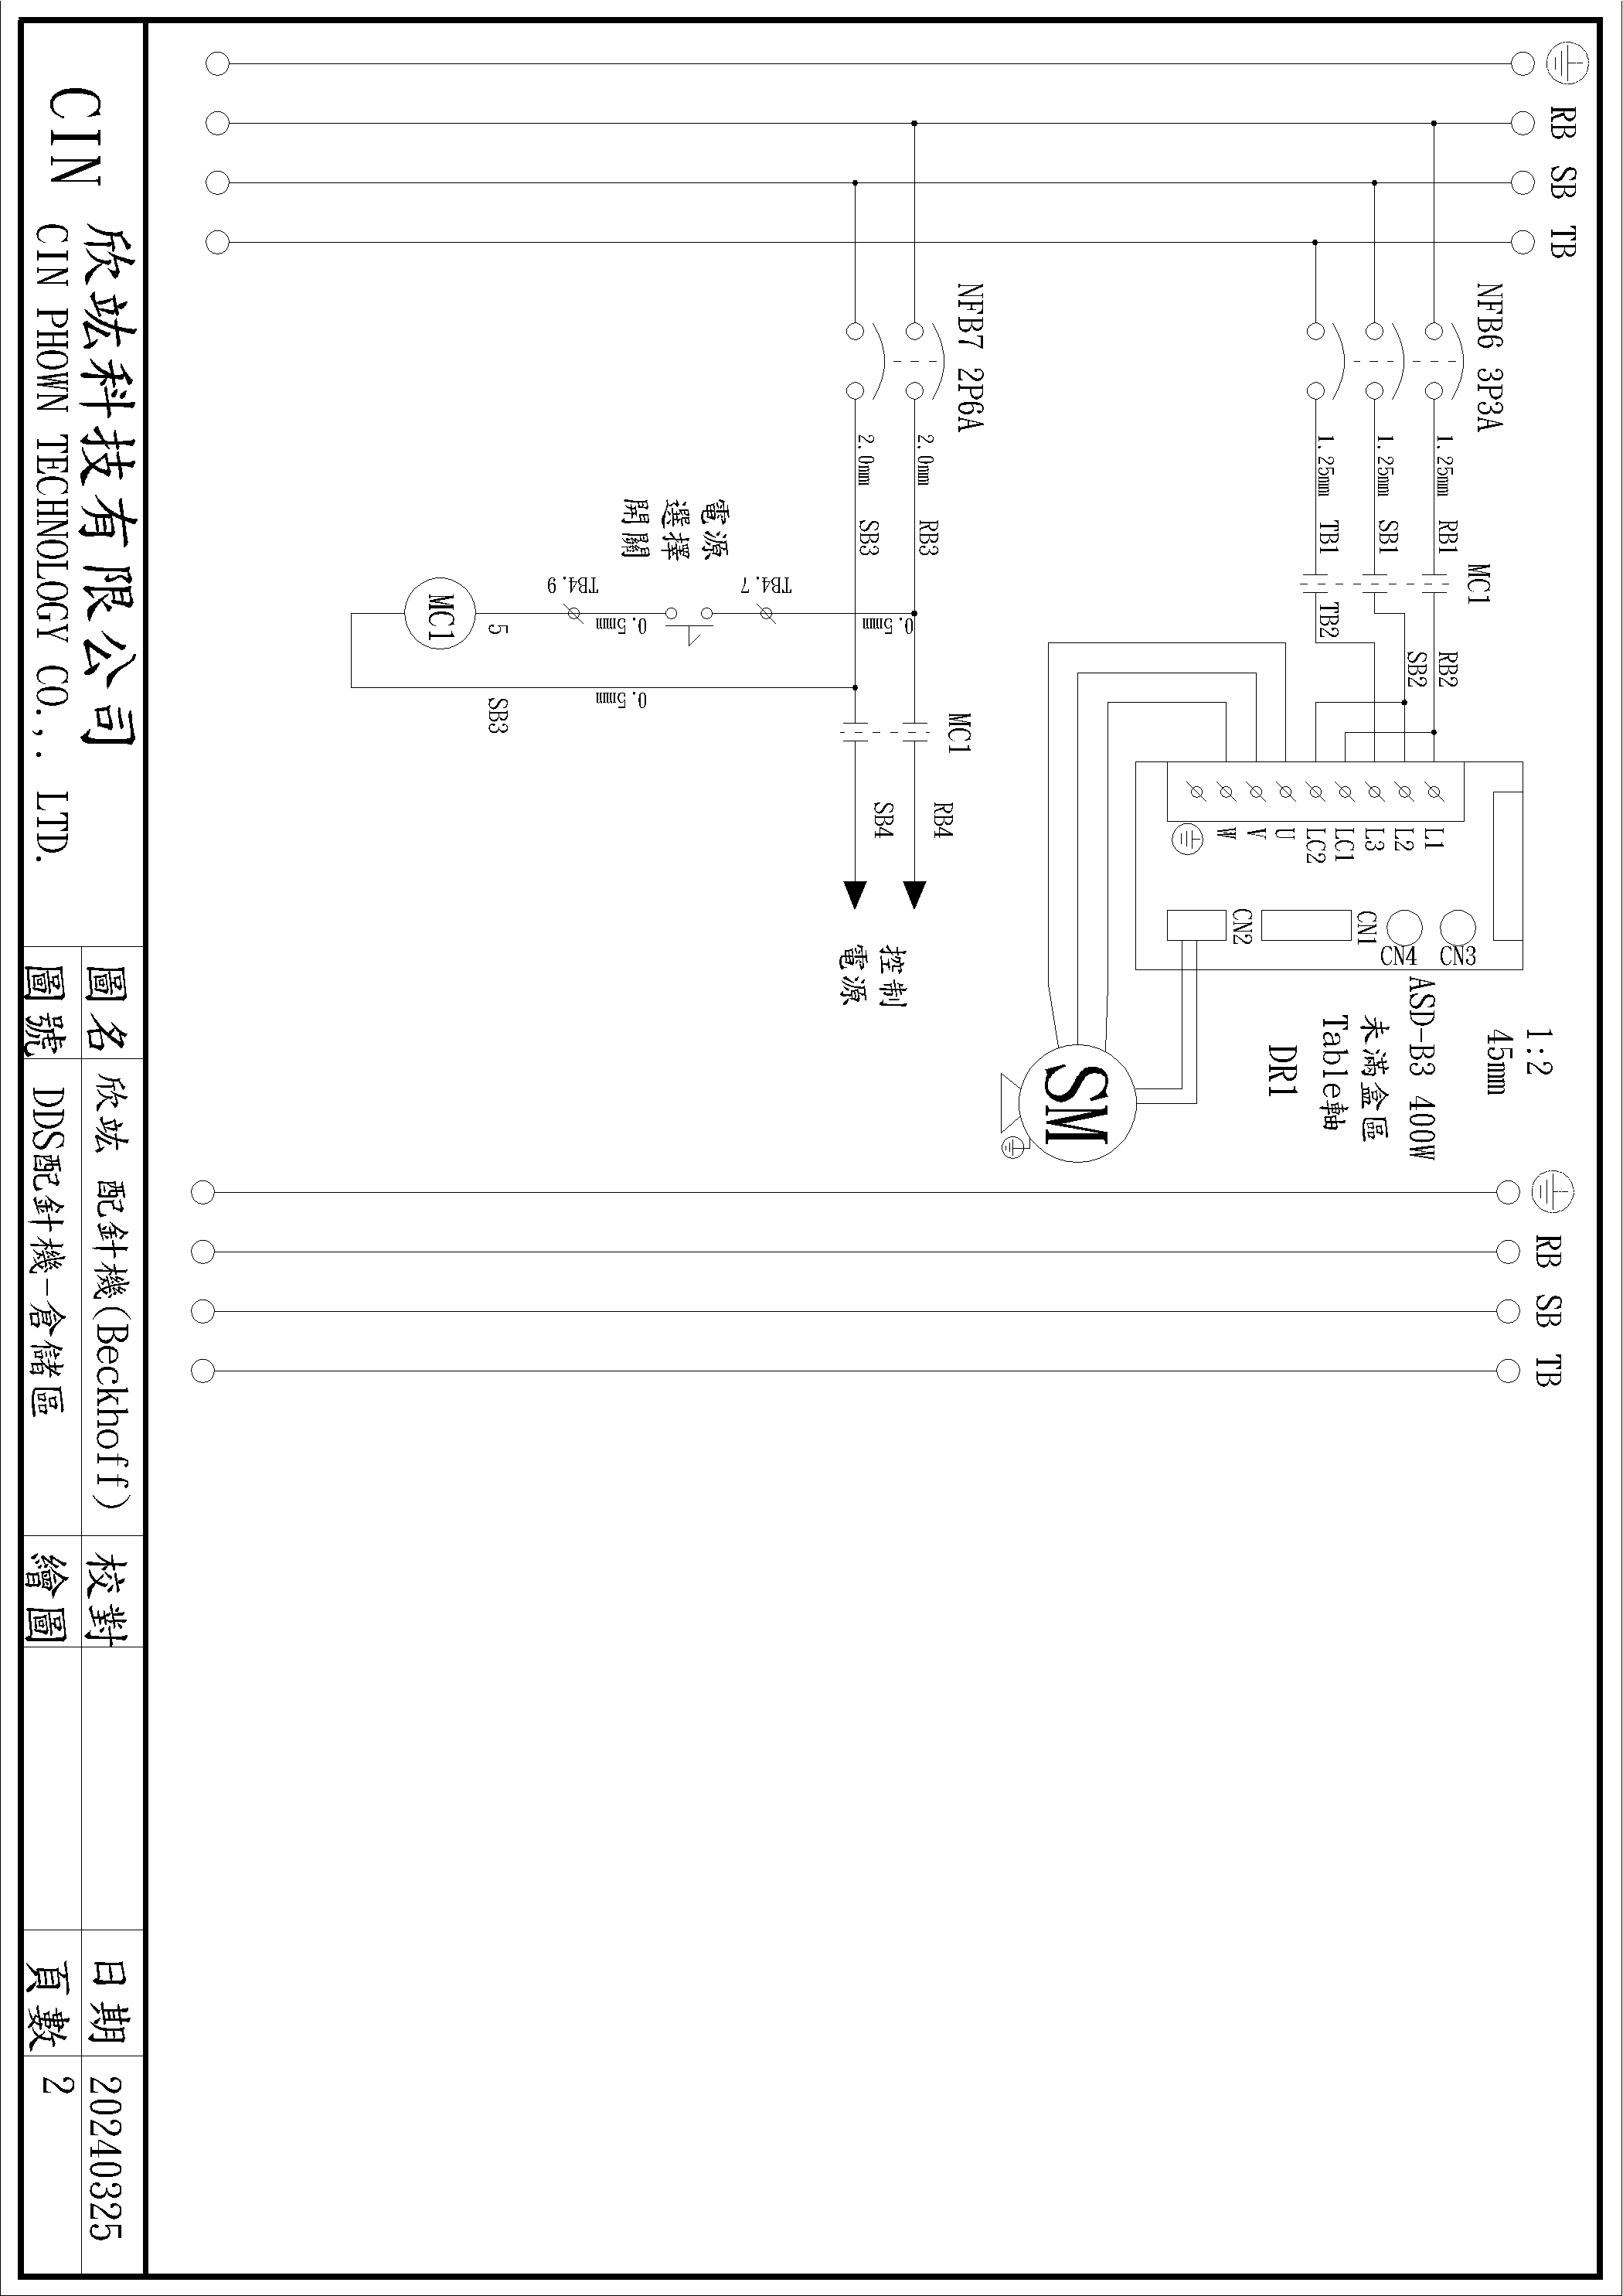 RB
SB
TB
NFB6 3P3A
1.25mm
RB1
1.25mm
SB1
1.25mm
TB1
MC1
RB2
SB2
TB2
L1
L2
L3
LC1
LC2
U
V
W
CN3
CN4
CN1
CN2
1:2
45mm
ASD-B3 400W
未滿盒區
Table軸
DR1
SM
NFB7 2P6A
2.0mm
RB3
2.0mm
SB3
MC1
RB4
SB4
控制
電源
0.5mm
TB4.7
電源
選擇
開關
0.5mm
TB4.9
5
MC1
0.5mm
SB3
RB
SB
TB
CIN
欣竑科技有限公司
CIN PHOWN TECHNOLOGY CO.,. LTD.
圖名
欣竑 配針機(Beckhoff)
校對
日期
20240325
圖號
DDS配針機-倉儲區
繪圖
頁數
2